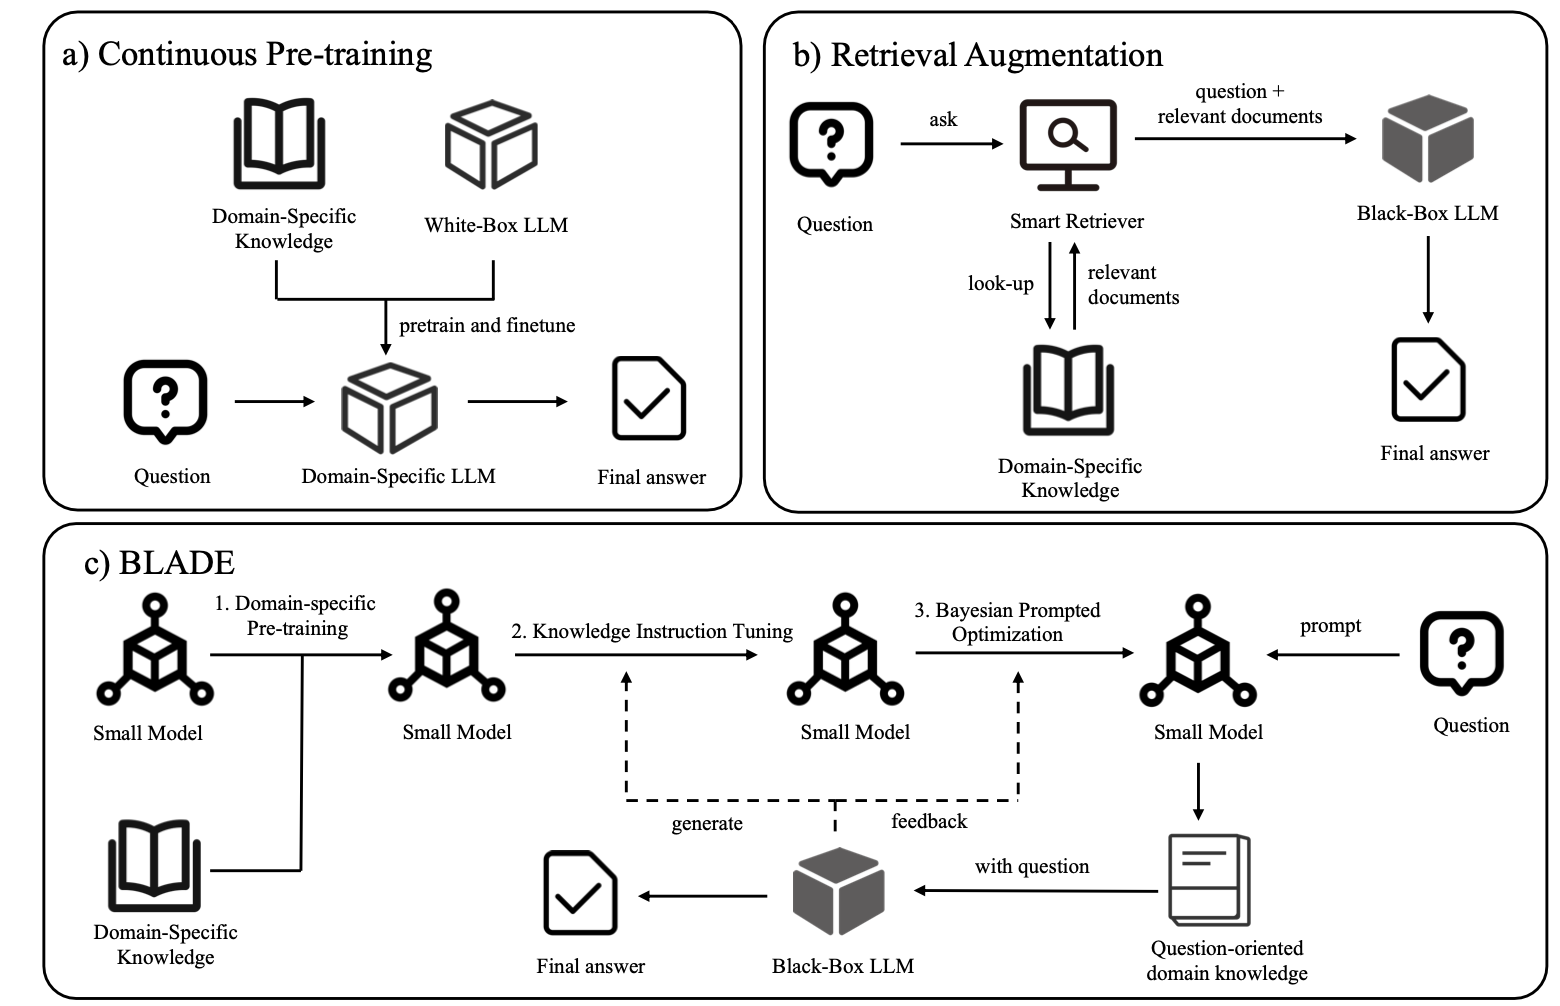 a) Continuous Pre-training
Domain-Specific
Knowledge
White-Box LLM
pretrain and finetune
Question
Domain-Specific LLM
Final answer
b) Retrieval Augmentation
Question
ask
Smart Retriever
question +
relevant documents
Black-Box LLM
look-up
relevant
documents
Domain-Specific
Knowledge
Final answer
c) BLADE
Small Model
1. Domain-specific
Pre-training
Small Model
2. Knowledge Instruction Tuning
Small Model
3. Bayesian Prompted
Optimization
Small Model
prompt
Question
Domain-Specific
Knowledge
generate
feedback
Final answer
Black-Box LLM
with question
Question-oriented
domain knowledge